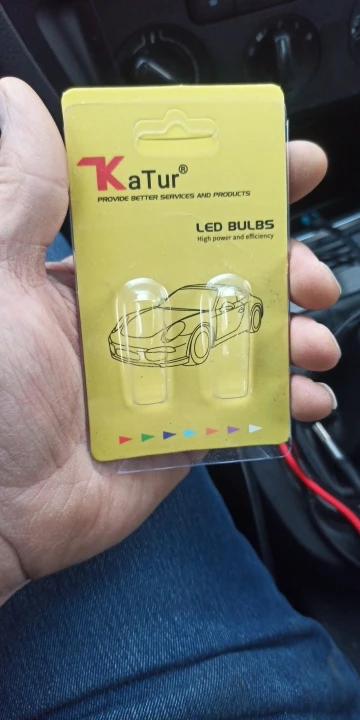 KaTur®
PROVIDE BETTER SERVICES AND PRODUCTS
LED BULBS
High power and efficiency